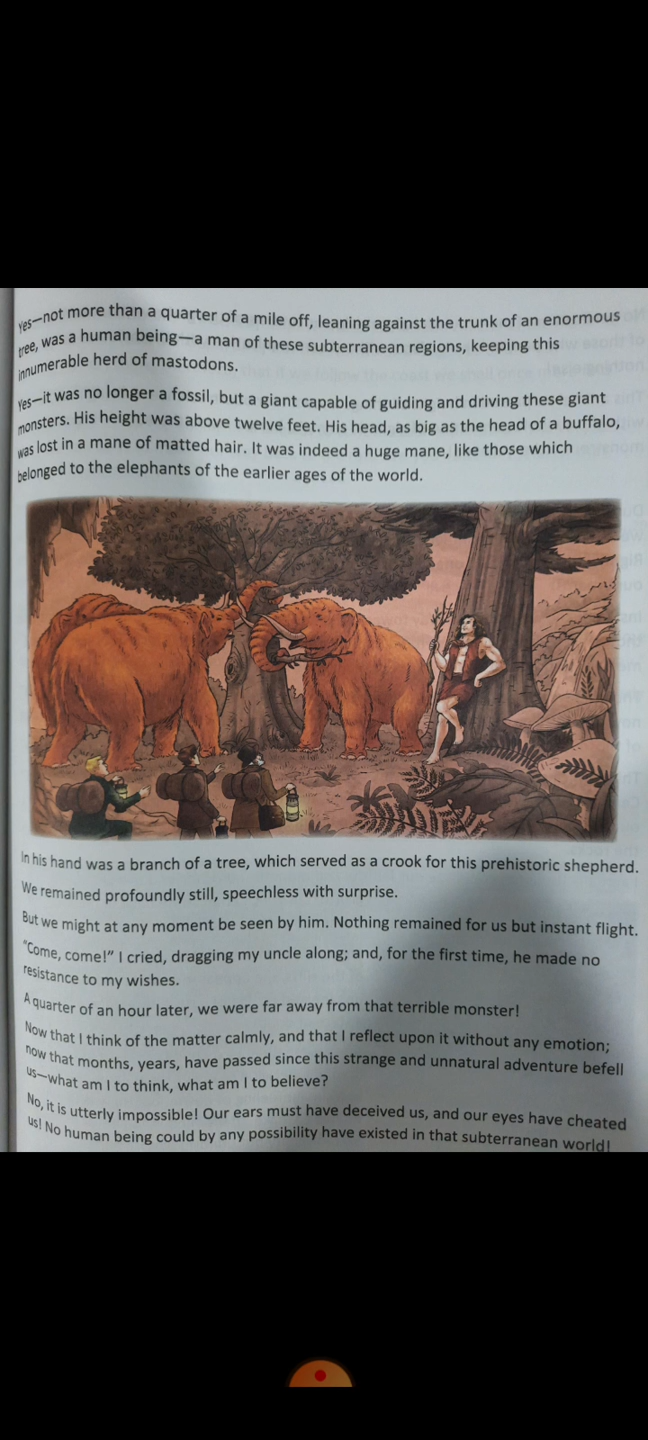 Yes—not more than a quarter of a mile off, leaning against the trunk of an enormous
tree, was a human being—a man of these subterranean regions, keeping this
innumerable herd of mastodons.
Yes—it was no longer a fossil, but a giant capable of guiding and driving these giant
monsters. His height was above twelve feet. His head, as big as the head of a buffalo,
was lost in a mane of matted hair. It was indeed a huge mane, like those which
belonged to the elephants of the earlier ages of the world.
In his hand was a branch of a tree, which served as a crook for this prehistoric shepherd.
We remained profoundly still, speechless with surprise.
But we might at any moment be seen by him. Nothing remained for us but instant flight.
“Come, come!” I cried, dragging my uncle along; and, for the first time, he made no
resistance to my wishes.
A quarter of an hour later, we were far away from that terrible monster!
Now that I think of the matter calmly, and that I reflect upon it without any emotion;
now that months, years, have passed since this strange and unnatural adventure befell
us—what am I to think, what am I to believe?
No, it is utterly impossible! Our ears must have deceived us, and our eyes have cheated
us! No human being could by any possibility have existed in that subterranean world!